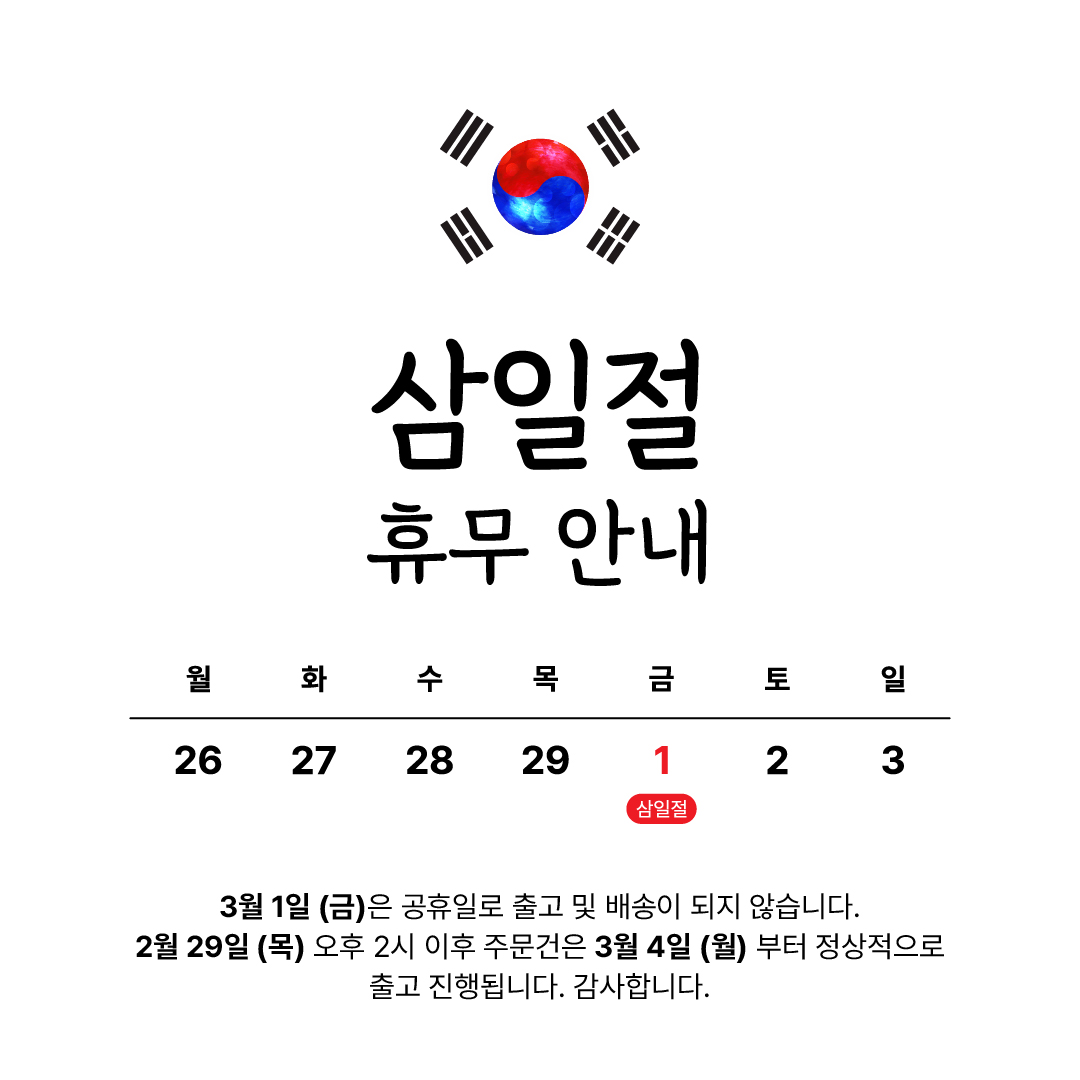 삼일절
휴무 안내
월 화 수 목 금 토 일
26 27 28 29 1 2 3
삼일절
3월 1일 (금)은 공휴일로 출고 및 배송이 되지 않습니다.
2월 29일 (목) 오후 2시 이후 주문건은 3월 4일 (월) 부터 정상적으로
출고 진행됩니다. 감사합니다.